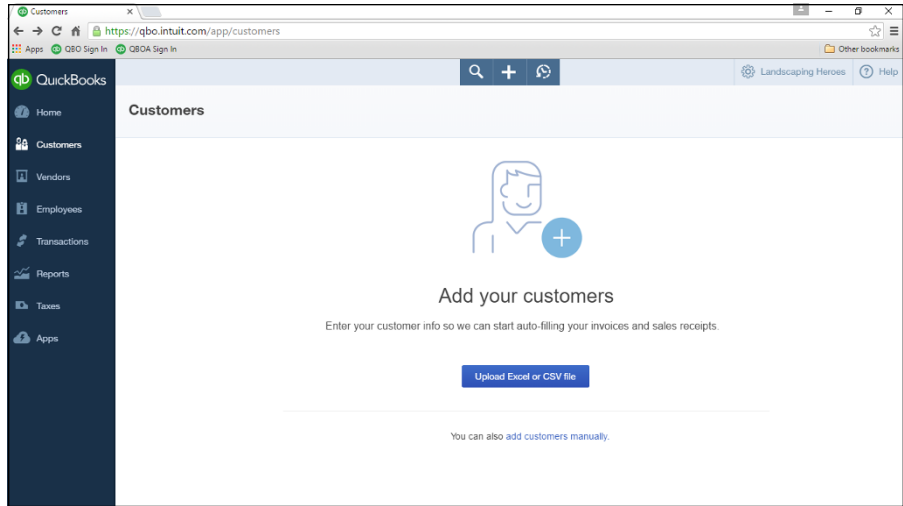 Customers
https://qbo.intuit.com/app/customers
Apps QBO Sign In QBOA Sign In Other bookmarks
qb QuickBooks
Landscaping Heroes ? Help
Home
Customers
Customers
Vendors
Employees
Transactions
Reports
Taxes
Apps
Add your customers
Enter your customer info so we can start auto-filling your invoices and sales receipts.
Upload Excel or CSV file
You can also add customers manually.